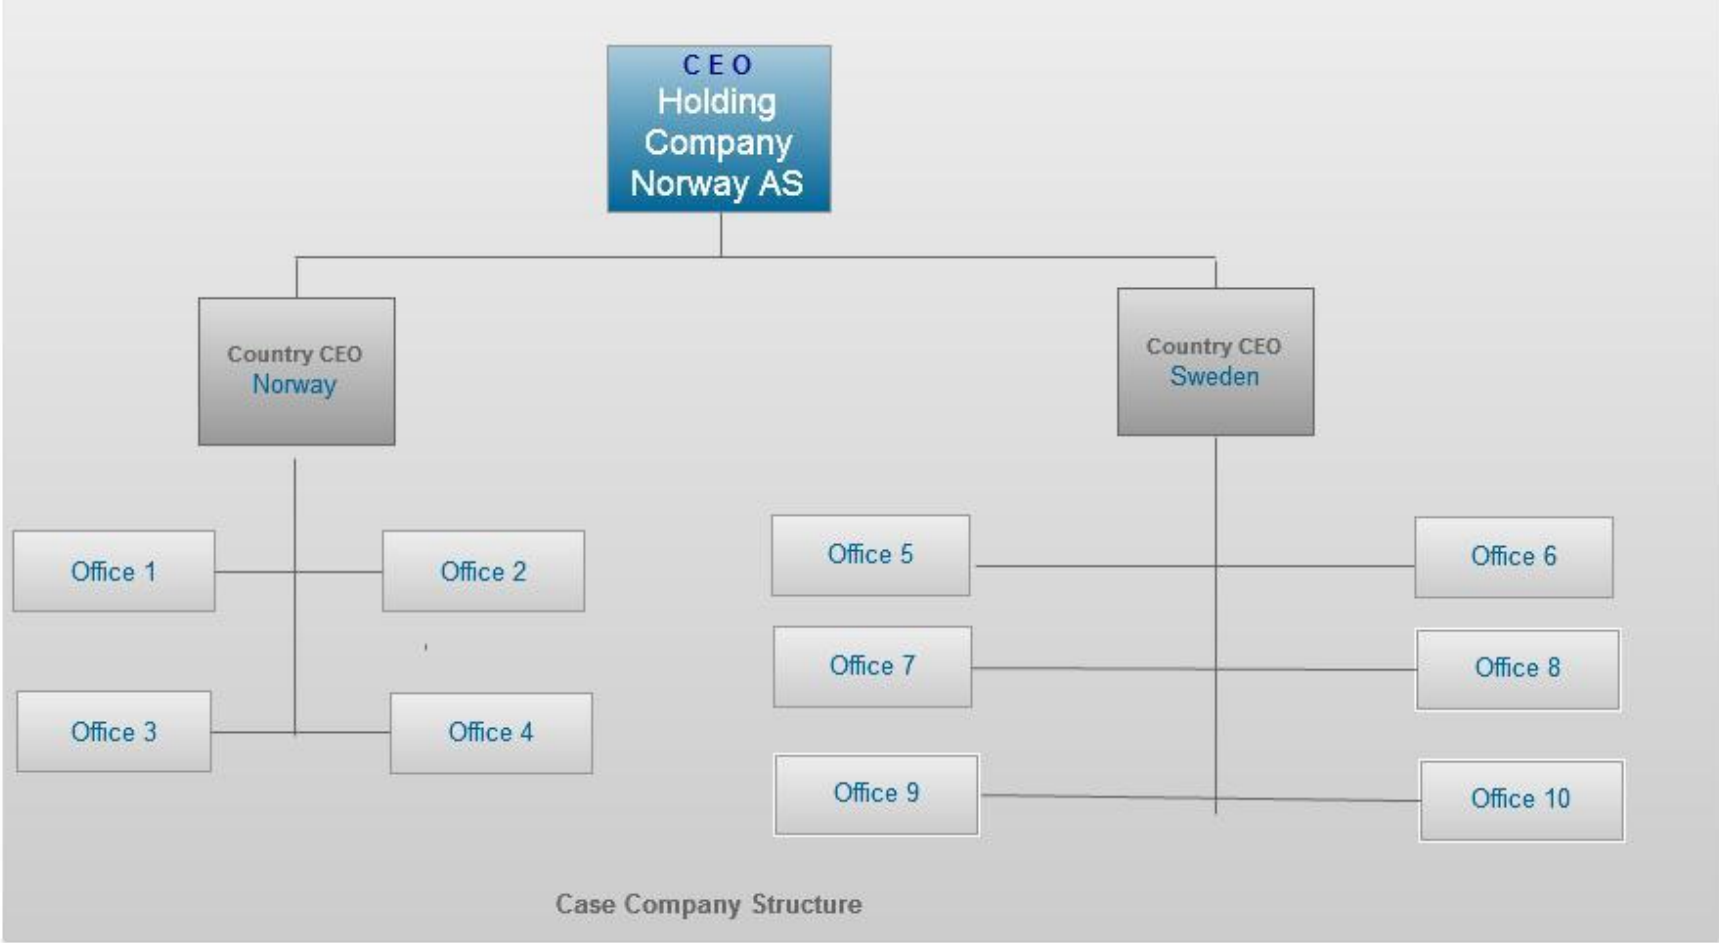 C E O
Holding
Company
Norway AS
Country CEO
Norway
Country CEO
Sweden
Office 1
Office 2
Office 3
Office 4
Office 5
Office 6
Office 7
Office 8
Office 9
Office 10
Case Company Structure